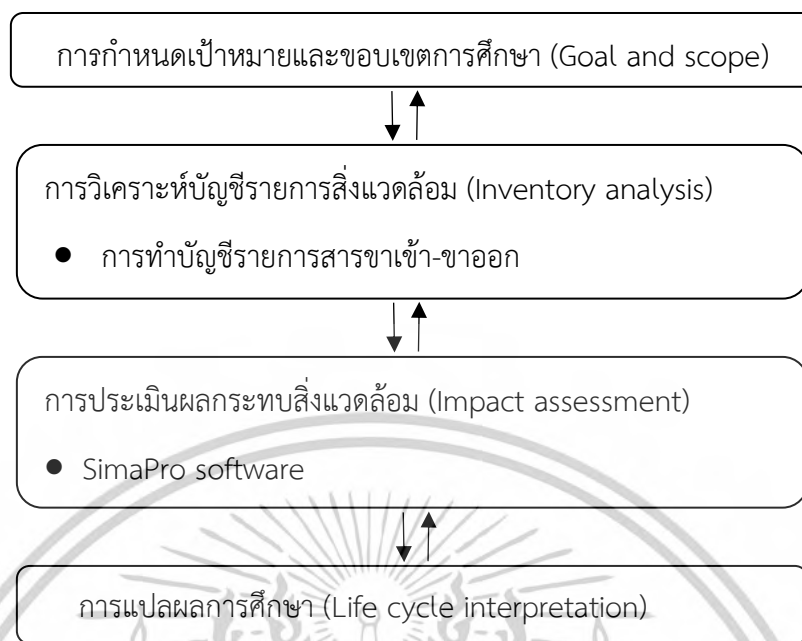 การกำหนดเป้าหมายและขอบเขตการศึกษา (Goal and scope)
การวิเคราะห์บัญชีรายการสิ่งแวดล้อม (Inventory analysis)
● การทำบัญชีรายการสารขาเข้า-ขาออก
การประเมินผลกระทบสิ่งแวดล้อม (Impact assessment)
● SimaPro software
การแปลผลการศึกษา (Life cycle interpretation)